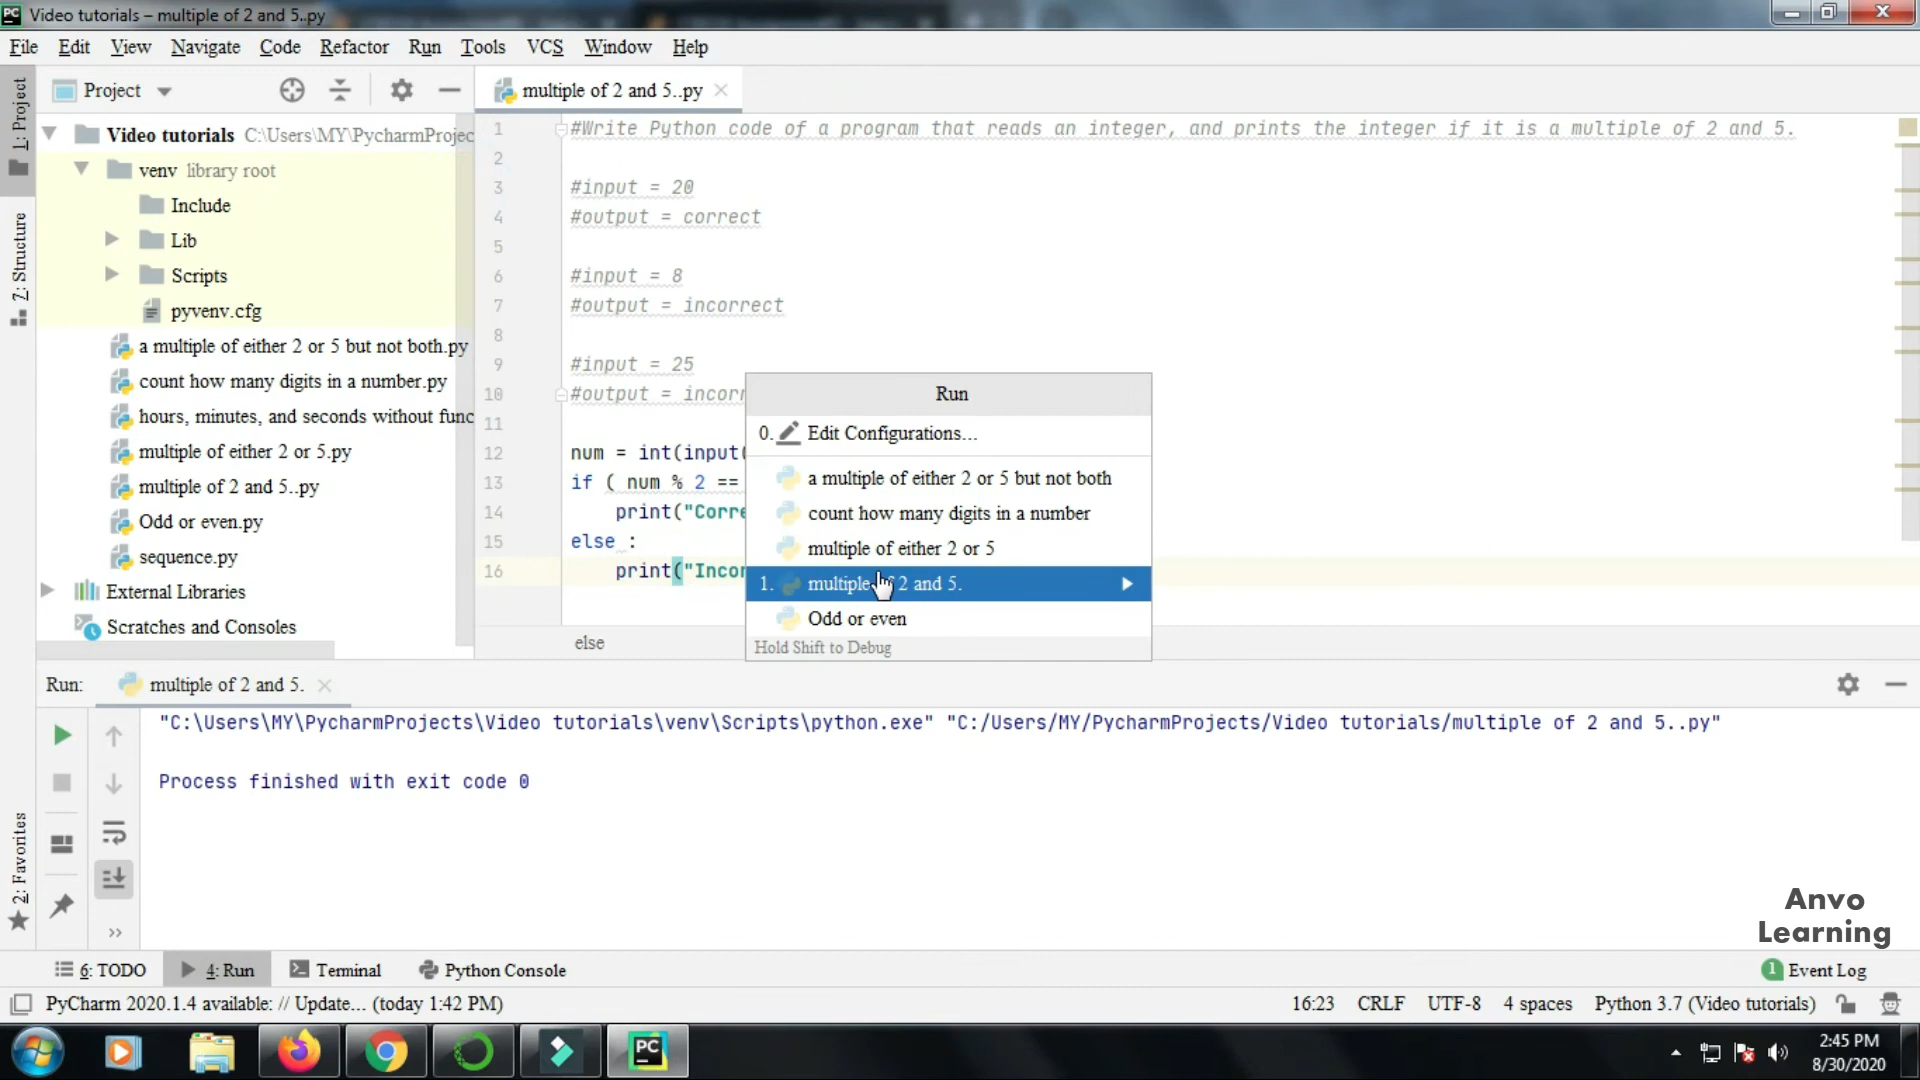 Video tutorials – multiple of 2 and 5..py
File Edit View Navigate Code Refactor Run Tools VCS Window Help
Project
multiple of 2 and 5..py
1: Project
7: Structure
2: Favorites
Video tutorials C:\Users\MY\PycharmProjec
venv library root
Include
Lib
Scripts
pyvenv.cfg
a multiple of either 2 or 5 but not both.py
count how many digits in a number.py
hours, minutes, and seconds without func
multiple of either 2 or 5.py
multiple of 2 and 5..py
Odd or even.py
sequence.py
External Libraries
Scratches and Consoles
1 #Write Python code of a program that reads an integer, and prints the integer if it is a multiple of 2 and 5.
2
3 #input = 20
4 #output = correct
5
6 #input = 8
7 #output = incorrect
8
9 #input = 25
10 #output = incorr
11
12 num = int(input(
13 if ( num % 2 ==
14 print("Corre
15 else :
16 print("Incor
else
Run
0. Edit Configurations...
a multiple of either 2 or 5 but not both
count how many digits in a number
multiple of either 2 or 5
1. multiple of 2 and 5.
Odd or even
Hold Shift to Debug
Run: multiple of 2 and 5.
"C:\Users\MY\PycharmProjects\Video tutorials\venv\Scripts\python.exe" "C:/Users/MY/PycharmProjects/Video tutorials/multiple of 2 and 5..py"
Process finished with exit code 0
Anvo
Learning
6: TODO 4: Run Terminal Python Console 1 Event Log
PyCharm 2020.1.4 available: // Update... (today 1:42 PM) 16:23 CRLF UTF-8 4 spaces Python 3.7 (Video tutorials)
PC
2:45 PM
8/30/2020